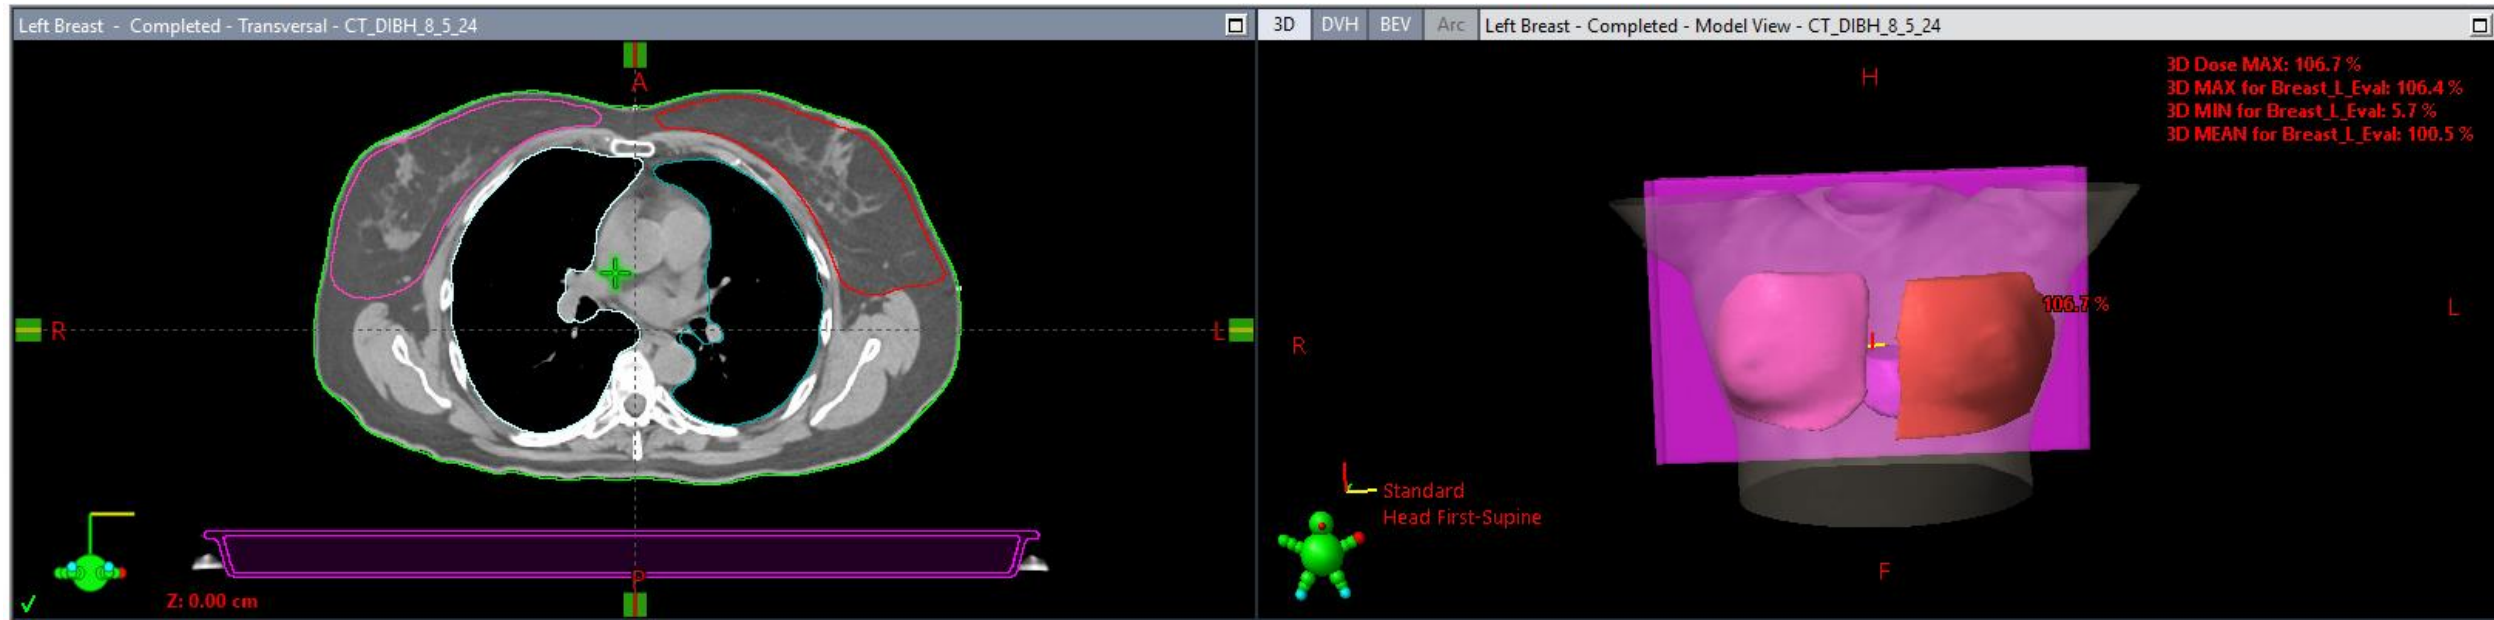 Left Breast - Completed - Transversal - CT_DIBH_8_5_24
3D DVH BEV Arc Left Breast - Completed - Model View - CT_DIBH_8_5_24
A
R
L
P
Z: 0.00 cm
3D Dose MAX: 106.7 %
3D MAX for Breast_L_Eval: 106.4 %
3D MIN for Breast_L_Eval: 5.7 %
3D MEAN for Breast_L_Eval: 100.5 %
H
106.7 %
R
L
Standard
Head First-Supine
F